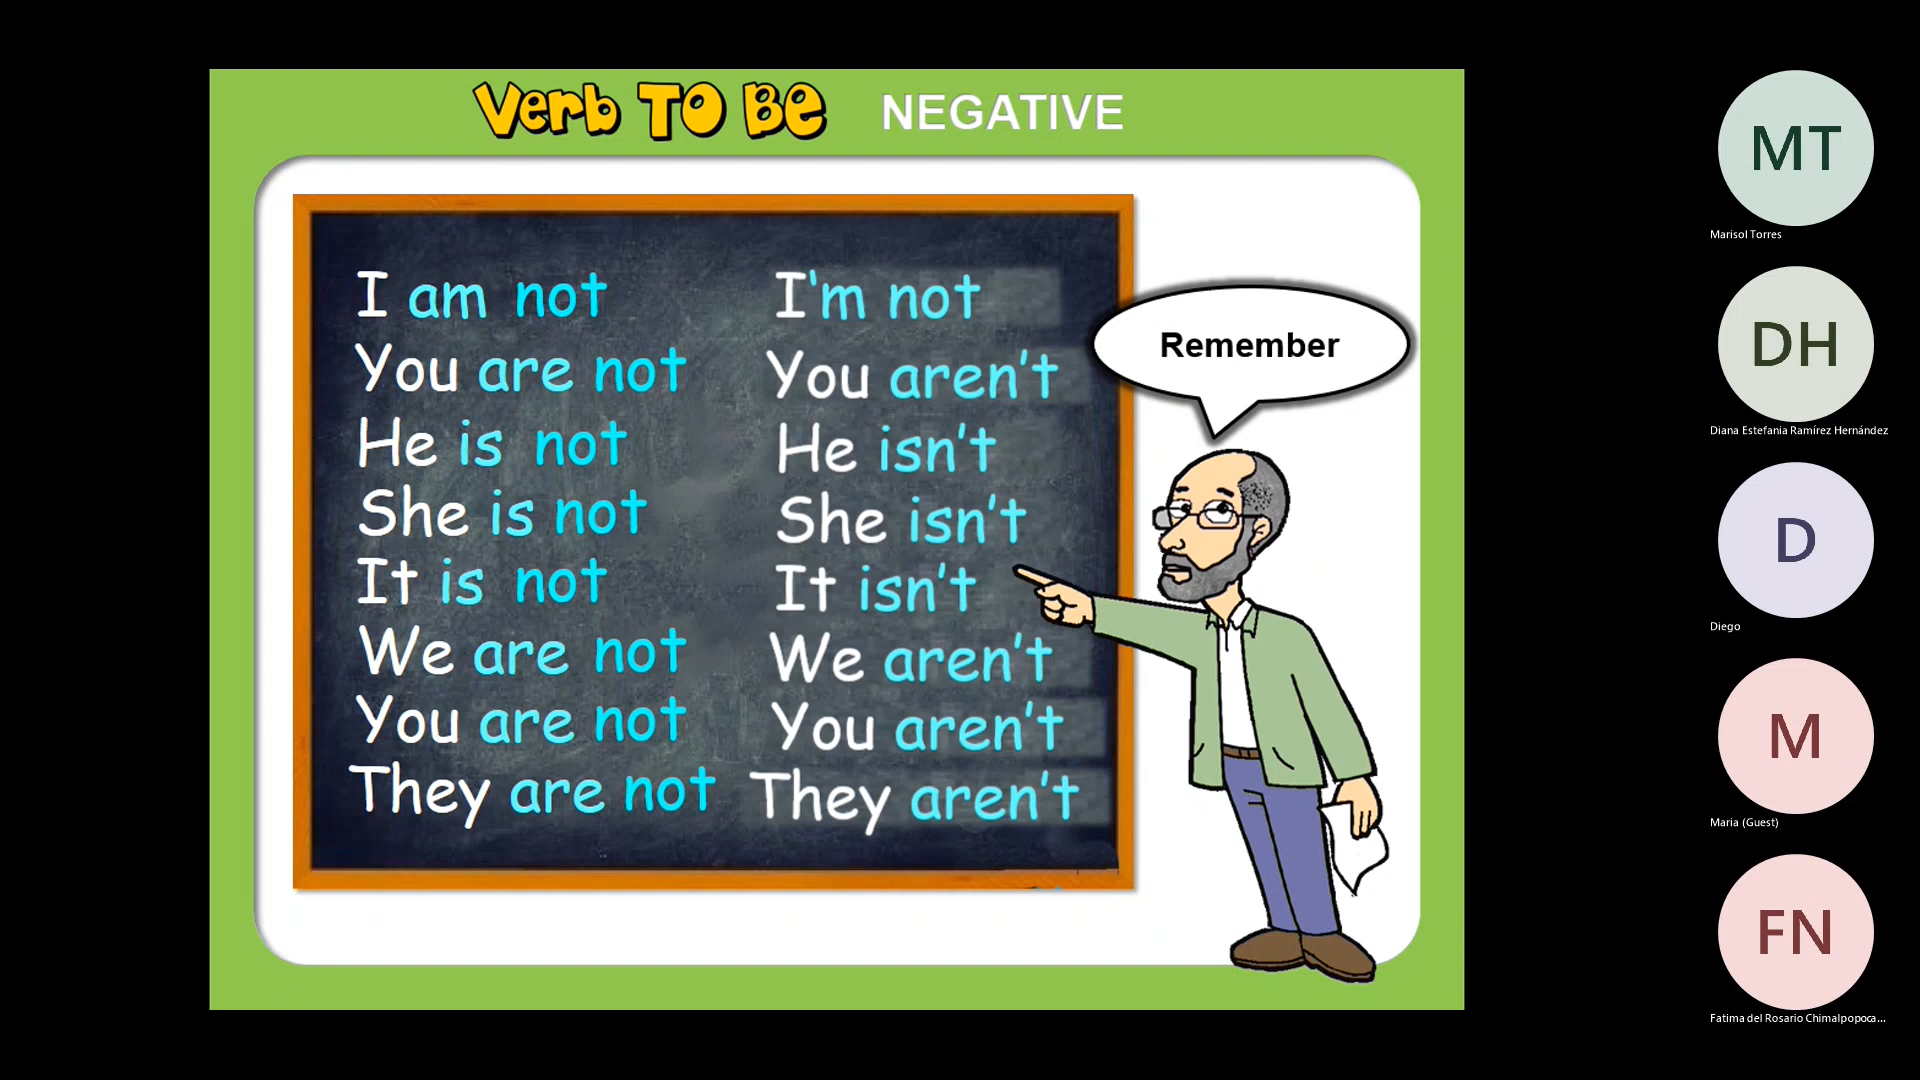 Verb TO BE NEGATIVE
I am not I'm not
You are not You aren't
He is not He isn't
She is not She isn't
It is not It isn't
We are not We aren't
You are not You aren't
They are not They aren't
Remember
MT
Marisol Torres
DH
Diana Estefania Ramírez Hernández
D
Diego
M
Maria (Guest)
FN
Fatima del Rosario Chimalpopoca...